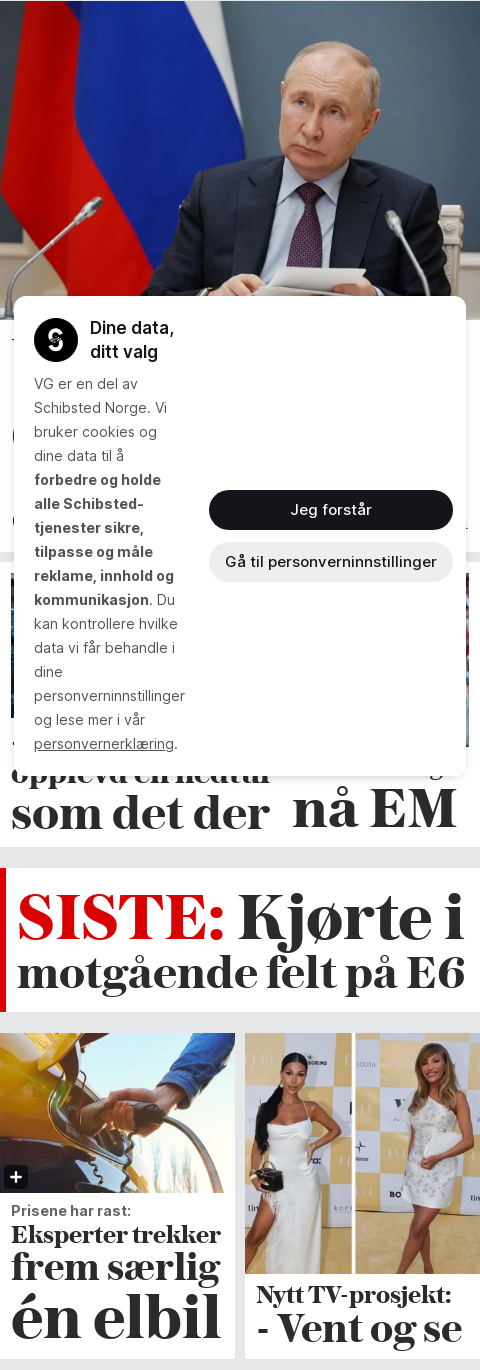 Dine data,
ditt valg
VG er en del av
Schibsted Norge. Vi
bruker cookies og
dine data til å
forbedre og holde
alle Schibsted-
tjenester sikre,
tilpasse og måle
reklame, innhold og
kommunikasjon. Du
kan kontrollere hvilke
data vi får behandle i
dine
personverninnstillinger
og lese mer i vår
personvernerklæring.
Jeg forstår
Gå til personverninnstillinger
opplevd en nedtur
som det der
nå EM
SISTE: Kjørte i
motgående felt på E6
Prisene har rast:
Eksperter trekker
frem særlig
én elbil
Nytt TV-prosjekt:
- Vent og se